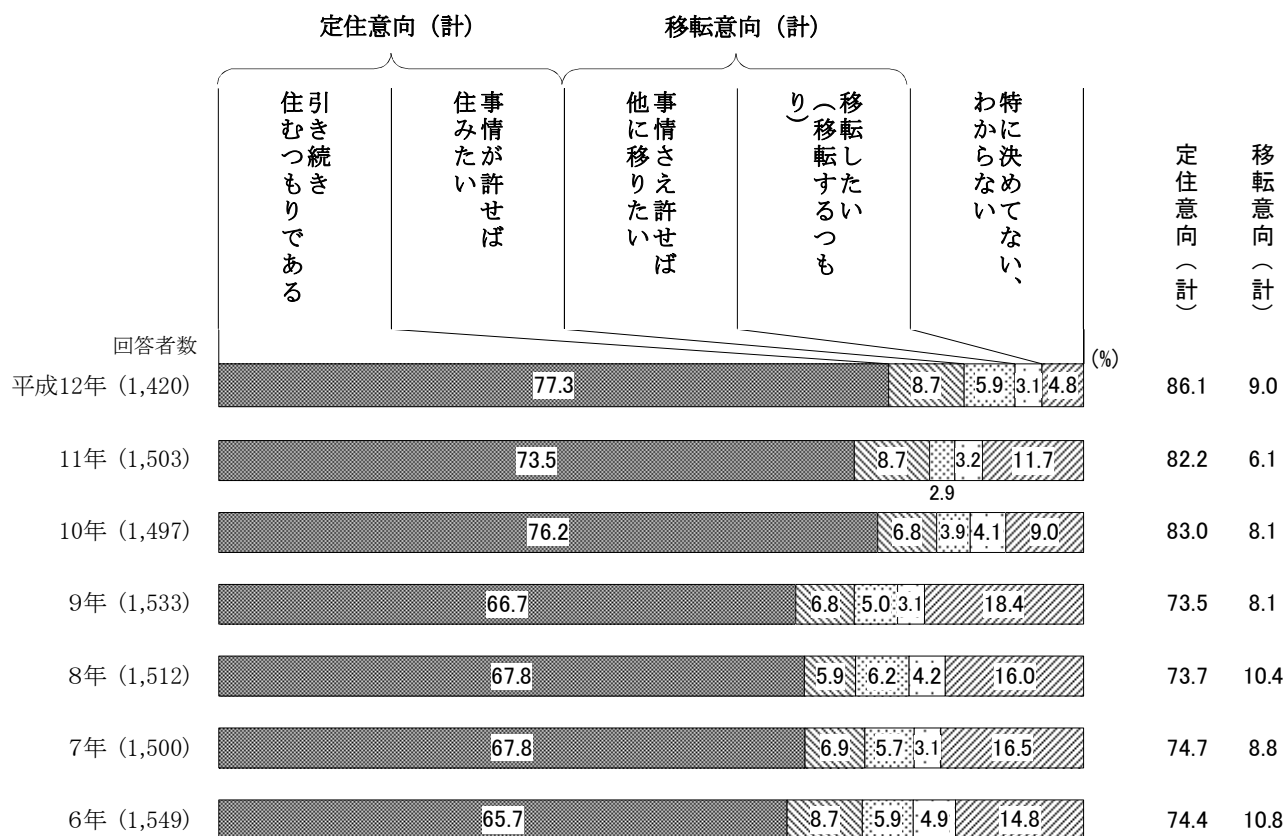 定住意向（計）
移転意向（計）
引き続き
住むつもりである
事情が許せば
住みたい
事情さえ許せば
他に移りたい
移転したい
（移転するつも
り）
特に決めてない、
わからない
定住意向（計）
移転意向（計）
回答者数
(%)
平成12年 (1,420) 77.3 8.7 5.9 3.1 4.8 86.1 9.0
11年 (1,503) 73.5 8.7 3.2 11.7 82.2 6.1
2.9
10年 (1,497) 76.2 6.8 3.9 4.1 9.0 83.0 8.1
9年 (1,533) 66.7 6.8 5.0 3.1 18.4 73.5 8.1
8年 (1,512) 67.8 5.9 6.2 4.2 16.0 73.7 10.4
7年 (1,500) 67.8 6.9 5.7 3.1 16.5 74.7 8.8
6年 (1,549) 65.7 8.7 5.9 4.9 14.8 74.4 10.8